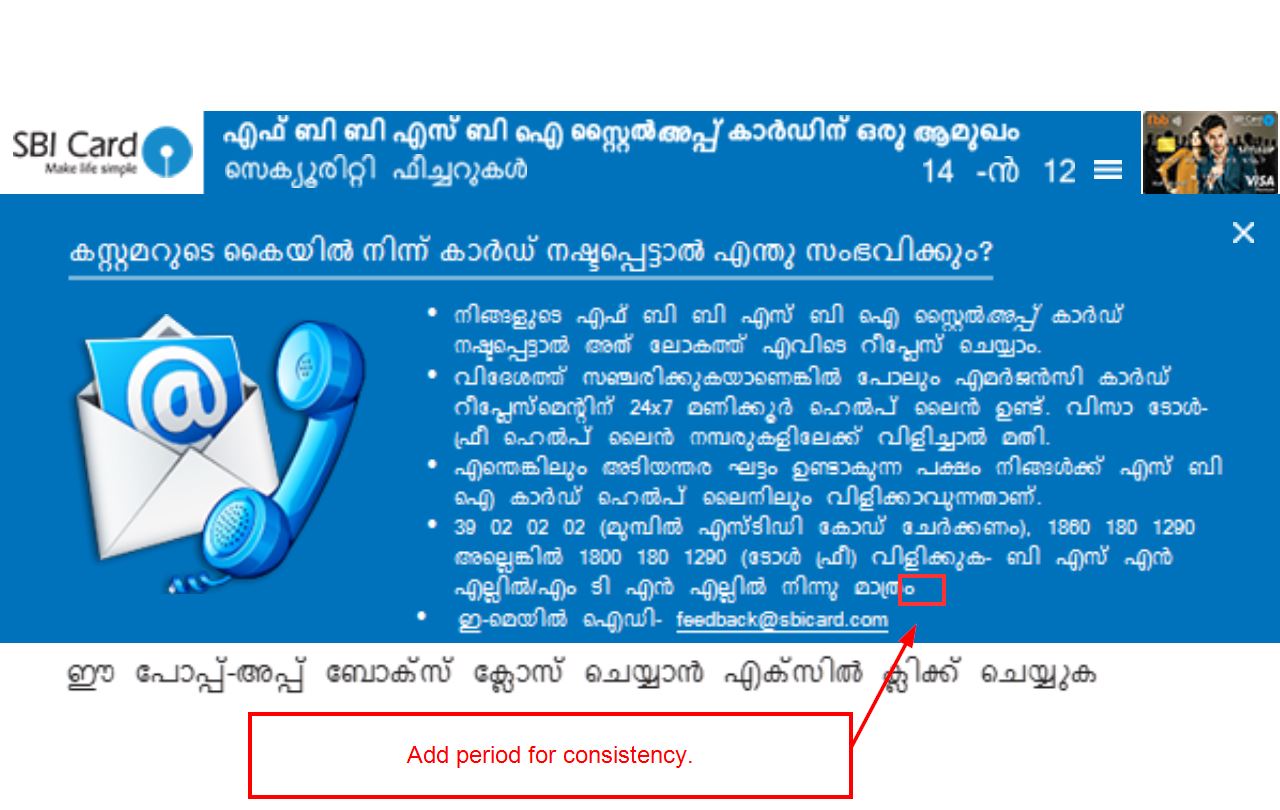 SBI Card
Make life simple
എഫ് ബി ബി എസ് ബി ഐ സ്റ്റൈൽഅപ്പ് കാർഡിന് ഒരു ആമുഖം
സെക്യൂരിറ്റി ഫീച്ചറുകൾ
14 -ൻ 12
fbb SBI Card
VISA
കസ്റ്റമറുടെ കൈയിൽ നിന്ന് കാർഡ് നഷ്ടപ്പെട്ടാൽ എന്തു സംഭവിക്കും?
• നിങ്ങളുടെ എഫ് ബി ബി എസ് ബി ഐ സ്റ്റൈൽഅപ്പ് കാർഡ്
നഷ്ടപ്പെട്ടാൽ അത് ലോകത്ത് എവിടെ റീപ്ലേസ് ചെയ്യാം.
• വിദേശത്ത് സഞ്ചരിക്കുകയാണെങ്കിൽ പോലും എമർജൻസി കാർഡ്
റീപ്ലേസ്മെന്റിന് 24x7 മണിക്കൂർ ഹെൽപ് ലൈൻ ഉണ്ട്. വിസാ ടോൾ-
ഫ്രീ ഹെൽപ് ലൈൻ നമ്പരുകളിലേക്ക് വിളിച്ചാൽ മതി.
• എന്തെങ്കിലും അടിയന്തര ഘട്ടം ഉണ്ടാകുന്ന പക്ഷം നിങ്ങൾക്ക് എസ് ബി
ഐ കാർഡ് ഹെൽപ് ലൈനിലും വിളിക്കാവുന്നതാണ്.
• 39 02 02 02 (മുമ്പിൽ എസ്ടിഡി കോഡ് ചേർക്കണം), 1860 180 1290
അല്ലെങ്കിൽ 1800 180 1290 (ടോൾ ഫ്രീ) വിളിക്കുക- ബി എസ് എൻ
എല്ലിൽ/എം ടി എൻ എല്ലിൽ നിന്നു മാത്രം
• ഇ-മെയിൽ ഐഡി- feedback@sbicard.com
ഈ പോപ്പ്-അപ്പ് ബോക്സ് ക്ലോസ് ചെയ്യാൻ എക്സിൽ ക്ലിക്ക് ചെയ്യുക
Add period for consistency.